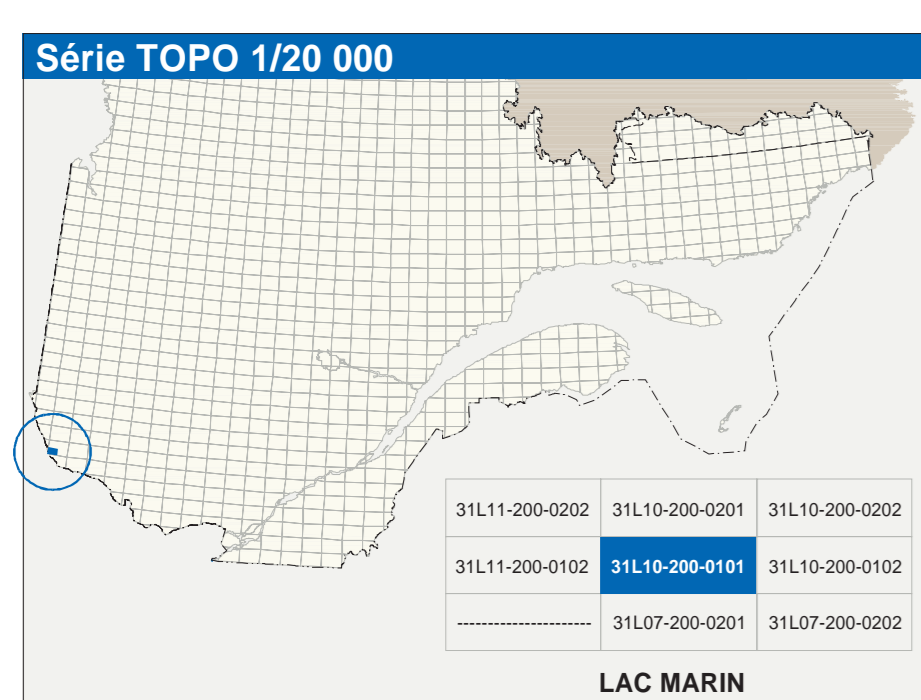 Série TOPO 1/20 000
31L11-200-0202 31L10-200-0201 31L10-200-0202
31L11-200-0102 31L10-200-0101 31L10-200-0102
--------------------- 31L07-200-0201 31L07-200-0202
LAC MARIN